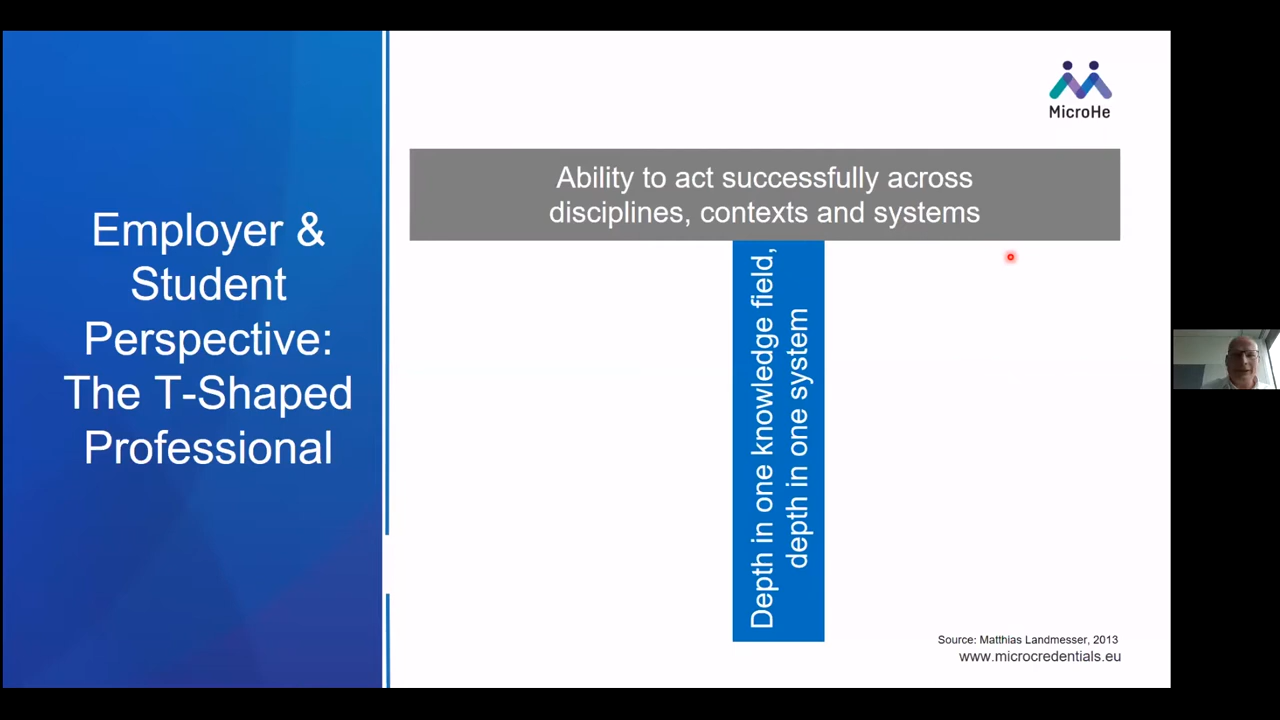 MicroHe
Employer &
Student
Perspective:
The T-Shaped
Professional
Ability to act successfully across
disciplines, contexts and systems
Depth in one knowledge field,
depth in one system
Source: Matthias Landmesser, 2013
www.microcredentials.eu